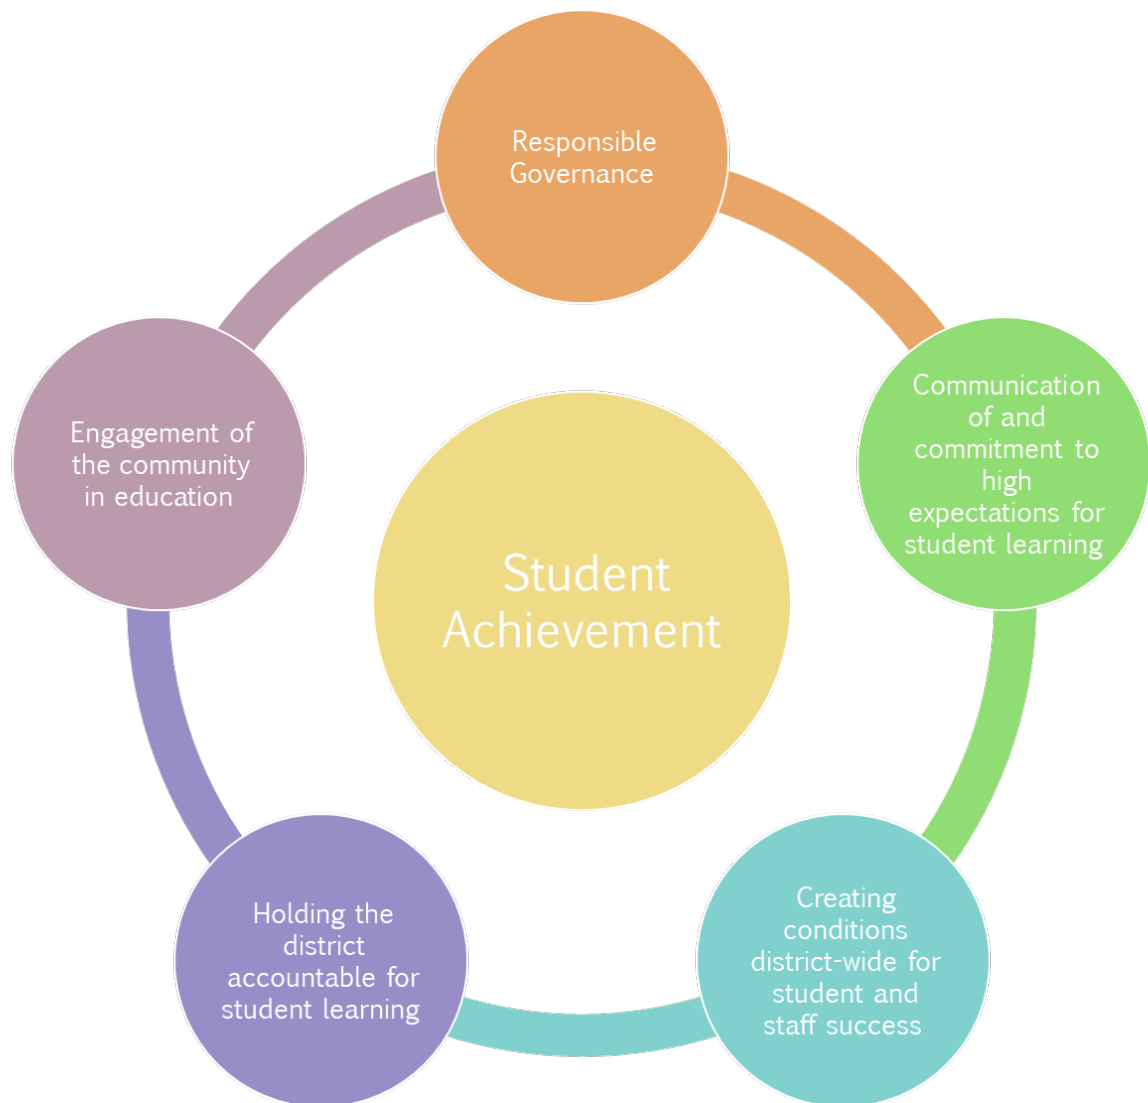 Responsible
Governance
Communication
of and
commitment to
high
expectations for
student learning
Creating
conditions
district-wide for
student and
staff success
Holding the
district
accountable for
student learning
Engagement of
the community
in education
Student
Achievement